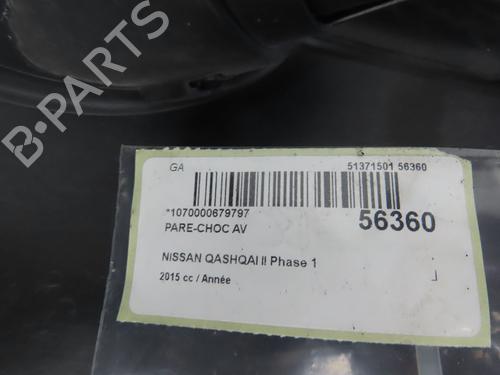 B-PARTS
GA
51371501 56360
*1070000679797
56360
PARE-CHOC AV
NISSAN QASHQAI II Phase 1
2015 cc / Année